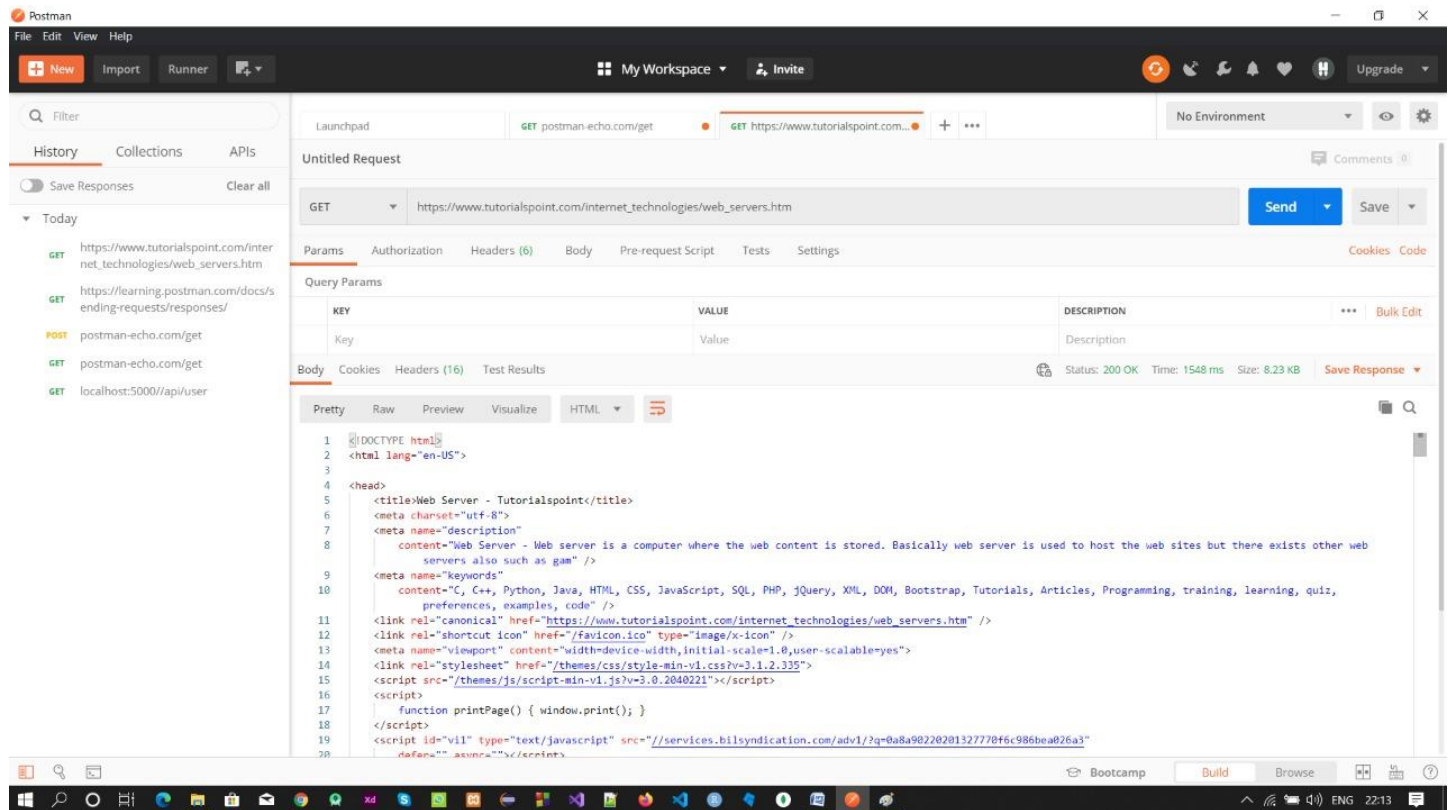 Postman
File Edit View Help
New Import Runner My Workspace Invite Upgrade
Filter
History Collections APIs
Save Responses Clear all
Today
GET https://www.tutorialspoint.com/inter
net_technologies/web_servers.htm
GET https://learning.postman.com/docs/s
ending-requests/responses/
POST postman-echo.com/get
GET postman-echo.com/get
GET localhost:5000//api/user
Launchpad GET postman-echo.com/get GET https://www.tutorialspoint.com... + ••• No Environment
Untitled Request Comments 0
GET https://www.tutorialspoint.com/internet_technologies/web_servers.htm Send Save
Params Authorization Headers (6) Body Pre-request Script Tests Settings Cookies Code
Query Params
KEY VALUE DESCRIPTION ••• Bulk Edit
Key Value Description
Body Cookies Headers (16) Test Results Status: 200 OK Time: 1548 ms Size: 8.23 KB Save Response
Pretty Raw Preview Visualize HTML
1 <!DOCTYPE html>
2 <html lang="en-US">
3
4 <head>
5 <title>Web Server - Tutorialspoint</title>
6 <meta charset="utf-8">
7 <meta name="description"
8 content="Web Server - Web server is a computer where the web content is stored. Basically web server is used to host the web sites but there exists other web
servers also such as gam" />
9 <meta name="keywords"
10 content="C, C++, Python, Java, HTML, CSS, JavaScript, SQL, PHP, jQuery, XML, DOM, Bootstrap, Tutorials, Articles, Programming, training, learning, quiz,
preferences, examples, code" />
11 <link rel="canonical" href="https://www.tutorialspoint.com/internet_technologies/web_servers.htm" />
12 <link rel="shortcut icon" href="/favicon.ico" type="image/x-icon" />
13 <meta name="viewport" content="width=device-width,initial-scale=1.0,user-scalable=yes">
14 <link rel="stylesheet" href="/themes/css/style-min-v1.css?v=3.1.2.335">
15 <script src="/themes/js/script-min-v1.js?v=3.0.2040221"></script>
16 <script>
17 function printPage() { window.print(); }
18 </script>
19 <script id="vi1" type="text/javascript" src="//services.bilsyndication.com/adv1/?q=0a8a90220201327770f6c986bea026a3"
20 defer="" async=""></script>
Bootcamp Build Browse
ENG 22:13